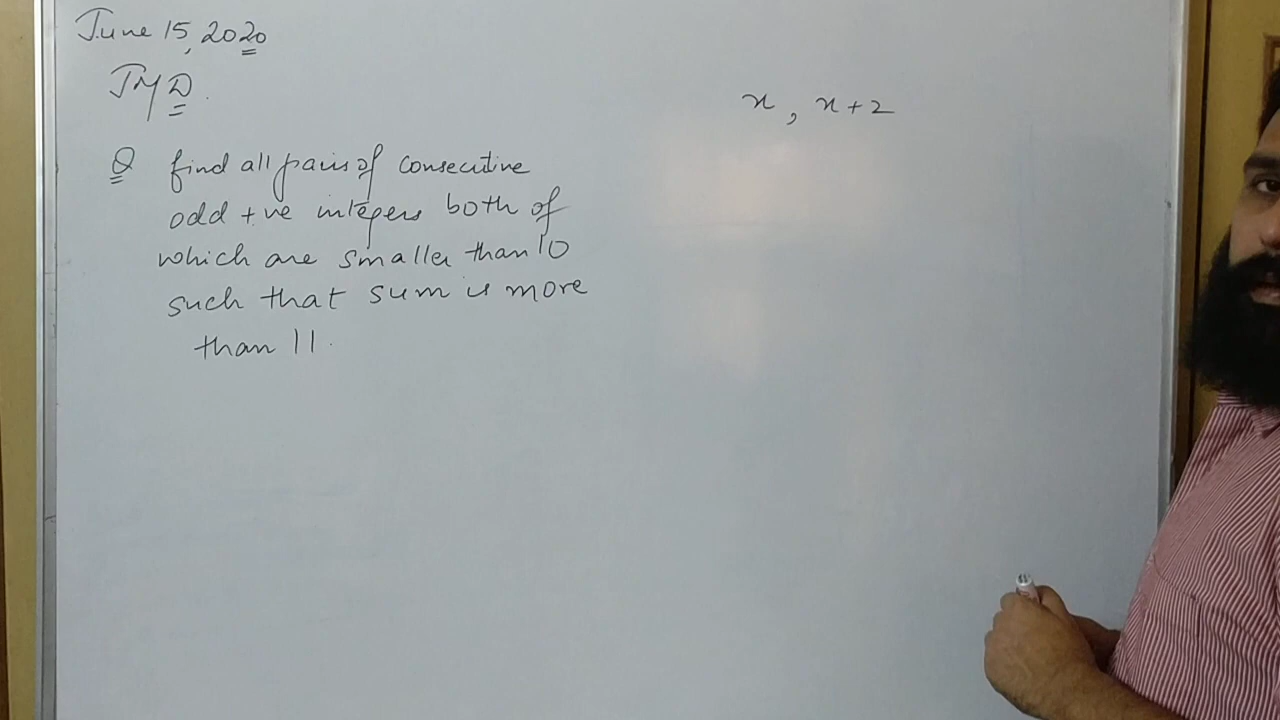 June 15, 2020
JMD.
x, x+2
Q find all pairs of consecutive
odd +ve integers both of
which are smaller than 10
such that sum is more
than 11.